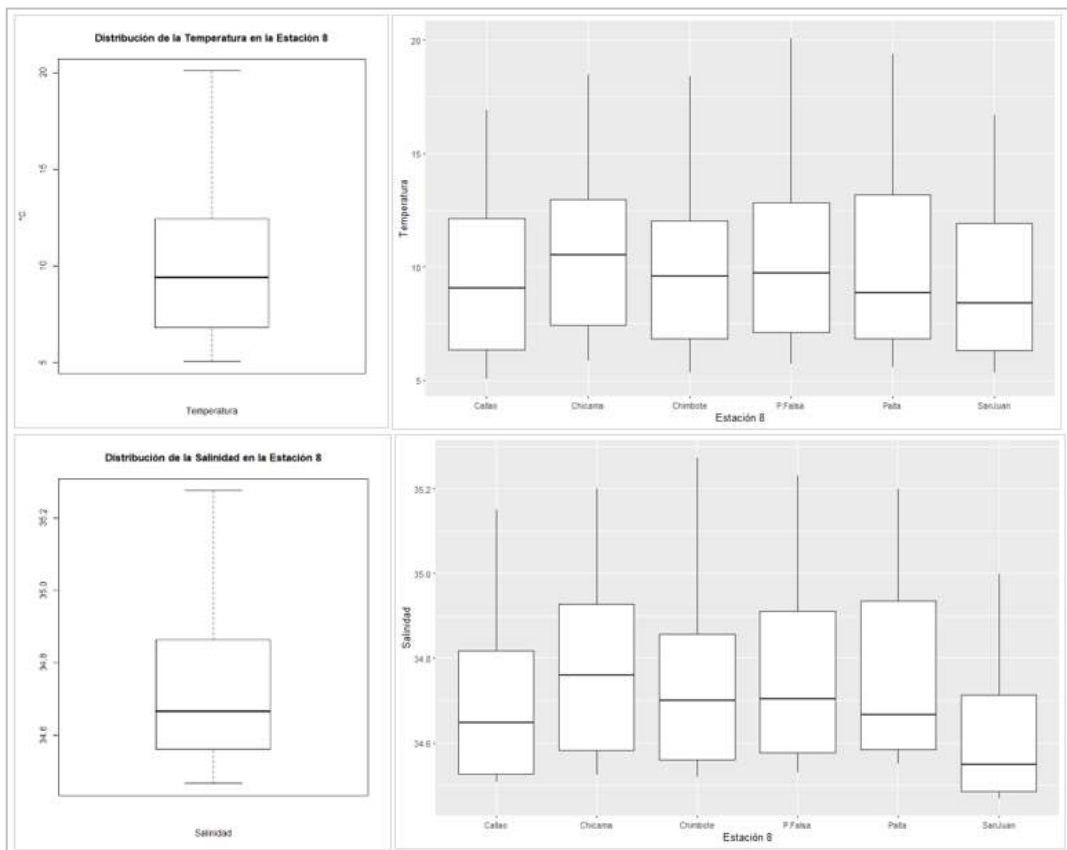 Distribución de la Temperatura en la Estación 8
20
15
10
5
°C
Temperatura
20
15
10
5
Temperatura
Callao Chicama Chimbote P.Falsa Paita SanJuan
Estación 8
Distribución de la Salinidad en la Estación 8
35.2
35.0
34.8
34.6
Salinidad
35.2
35.0
34.8
34.6
Salinidad
Callao Chicama Chimbote P.Falsa Paita SanJuan
Estación 8